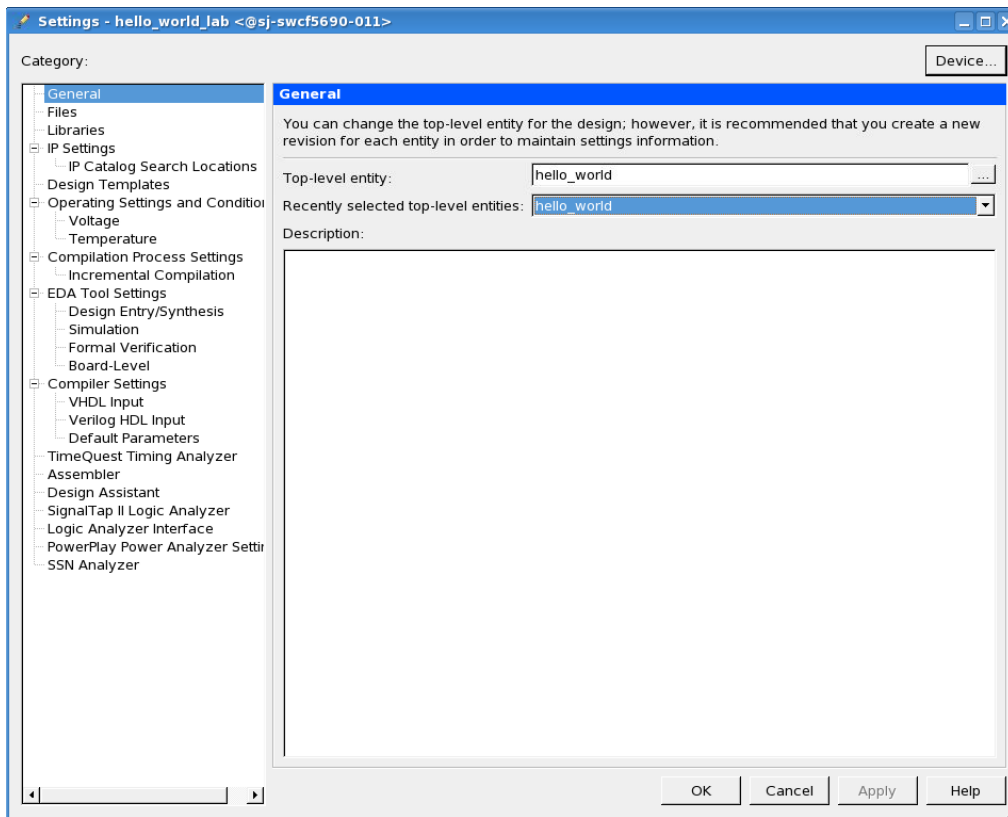 Settings - hello_world_lab <@sj-swcf5690-011>
Category:
Device...
General
Files
Libraries
IP Settings
IP Catalog Search Locations
Design Templates
Operating Settings and Conditio
Voltage
Temperature
Compilation Process Settings
Incremental Compilation
EDA Tool Settings
Design Entry/Synthesis
Simulation
Formal Verification
Board-Level
Compiler Settings
VHDL Input
Verilog HDL Input
Default Parameters
TimeQuest Timing Analyzer
Assembler
Design Assistant
SignalTap II Logic Analyzer
Logic Analyzer Interface
PowerPlay Power Analyzer Settin
SSN Analyzer
General
You can change the top-level entity for the design; however, it is recommended that you create a new
revision for each entity in order to maintain settings information.
Top-level entity: hello_world ...
Recently selected top-level entities: hello_world
Description:
OK Cancel Apply Help